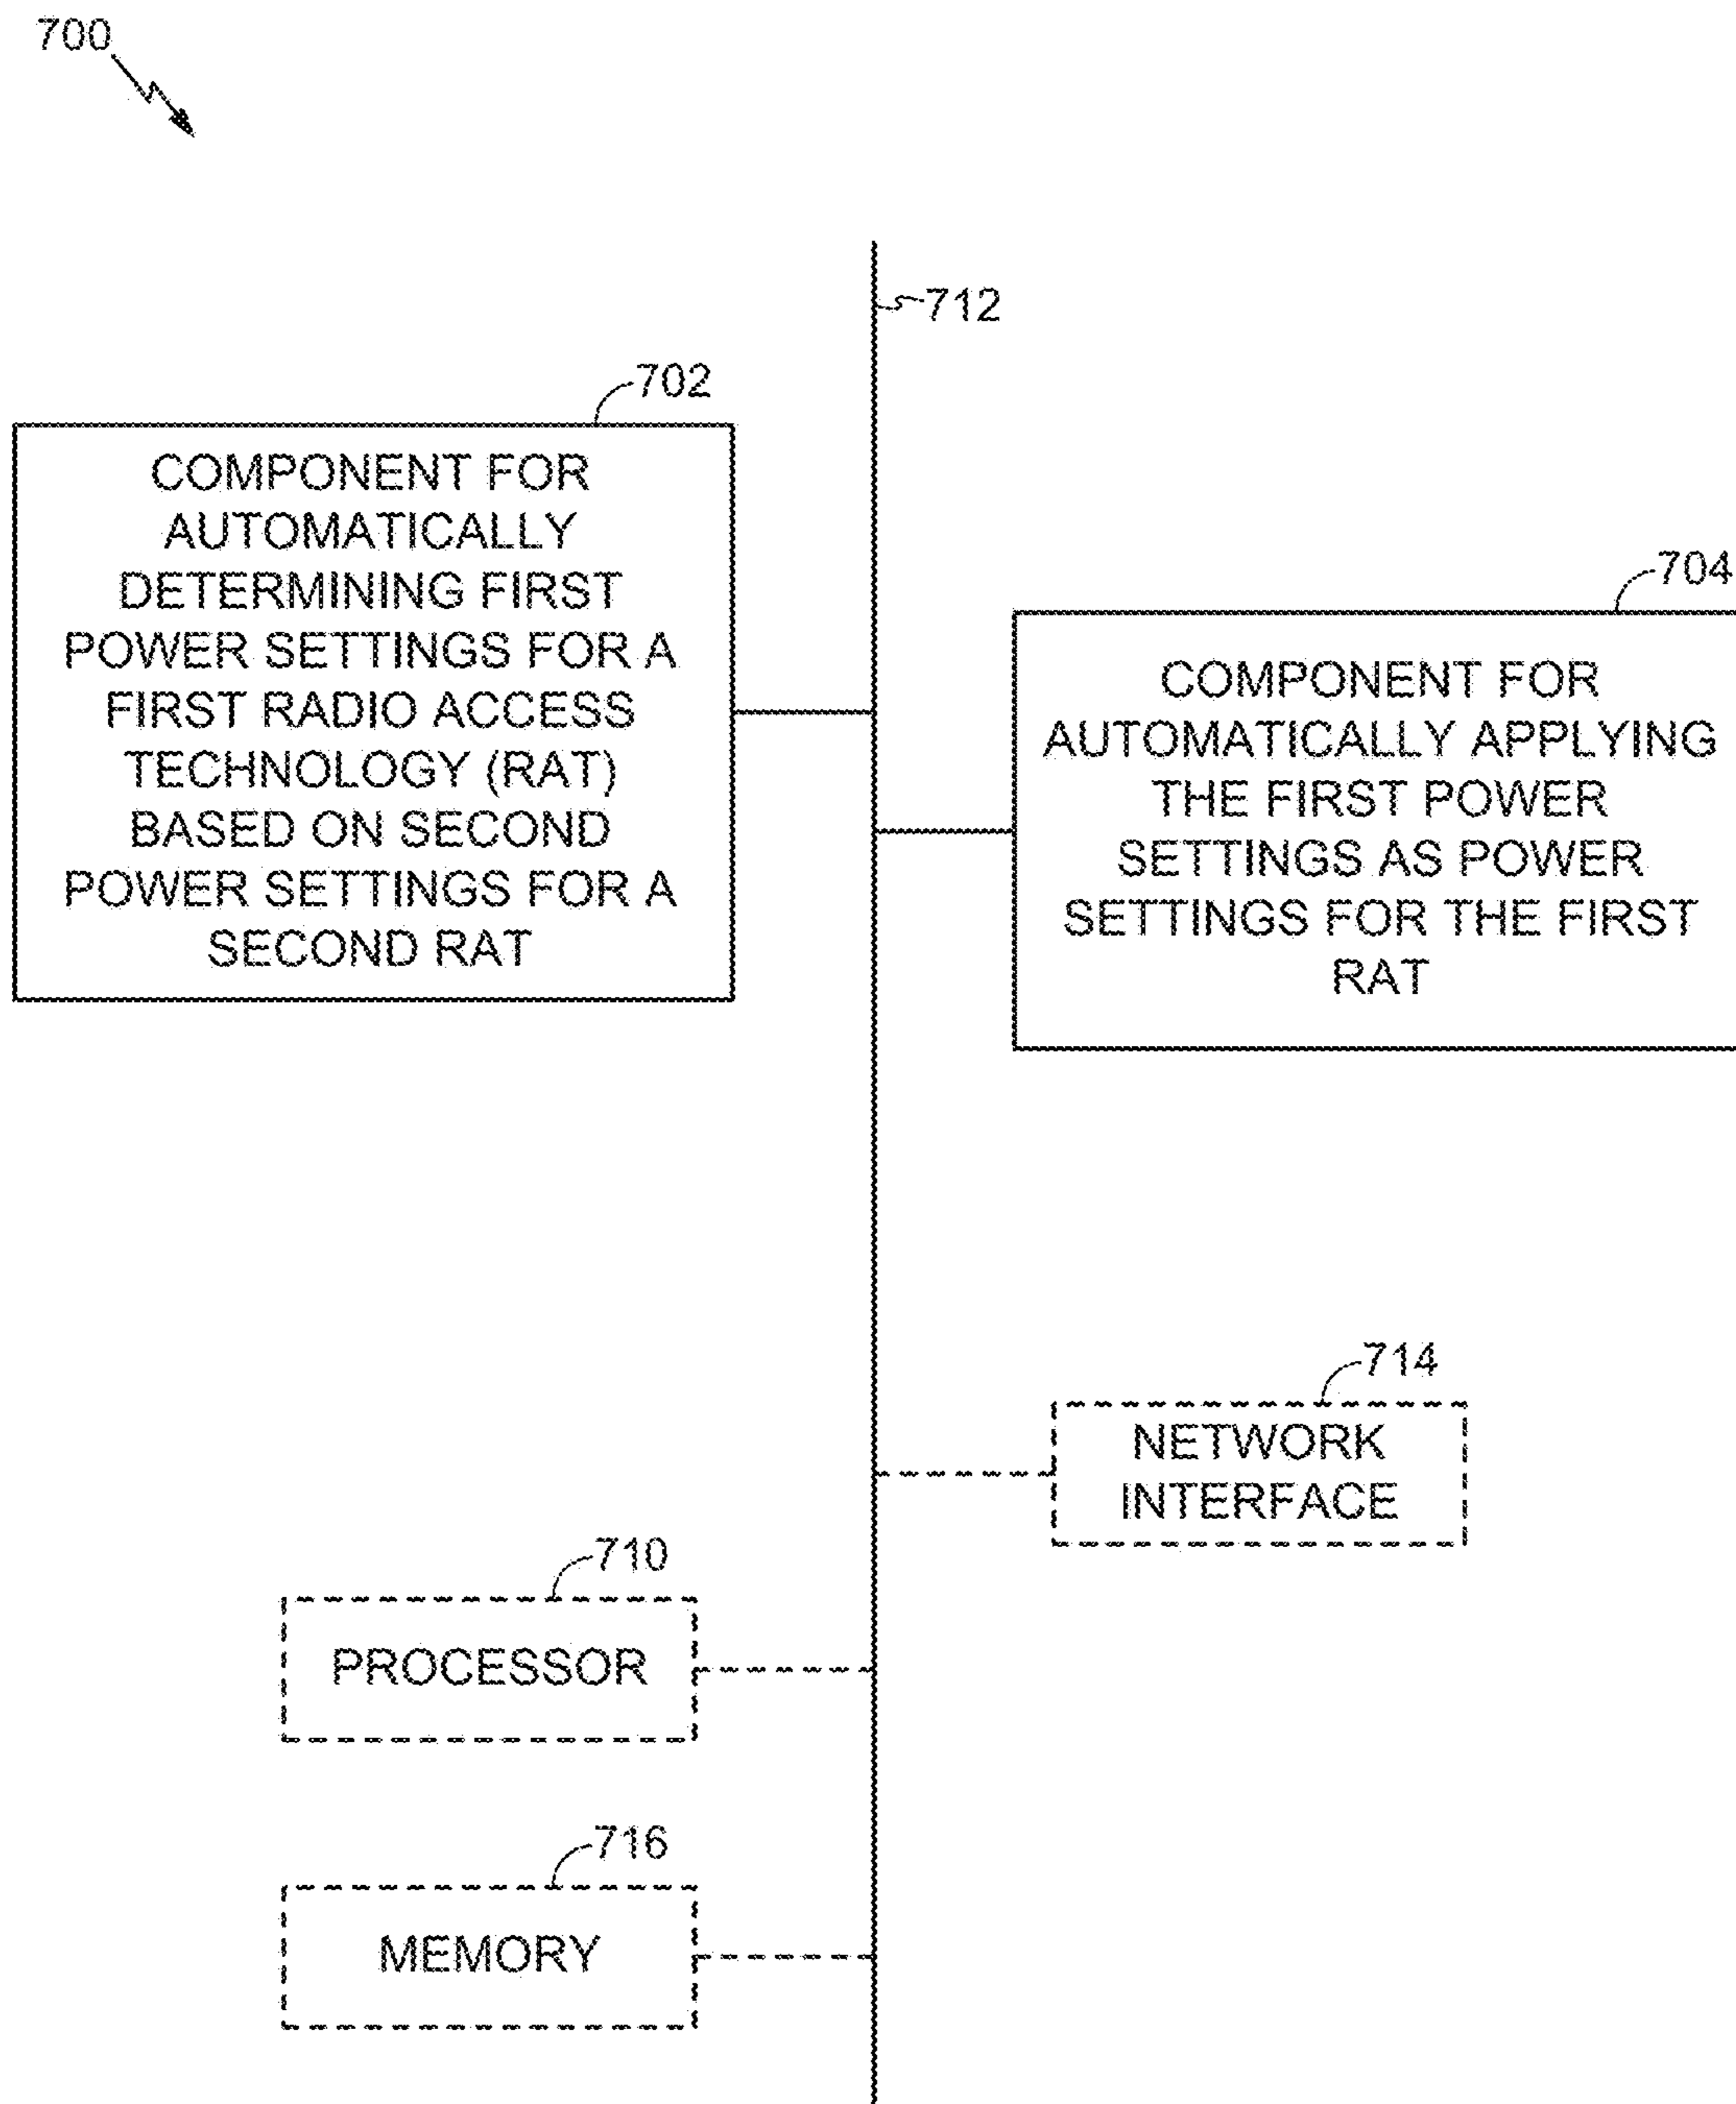 700
712
702
COMPONENT FOR
AUTOMATICALLY
DETERMINING FIRST
POWER SETTINGS FOR A
FIRST RADIO ACCESS
TECHNOLOGY (RAT)
BASED ON SECOND
POWER SETTINGS FOR A
SECOND RAT
704
COMPONENT FOR
AUTOMATICALLY APPLYING
THE FIRST POWER
SETTINGS AS POWER
SETTINGS FOR THE FIRST
RAT
714
NETWORK
INTERFACE
710
PROCESSOR
716
MEMORY